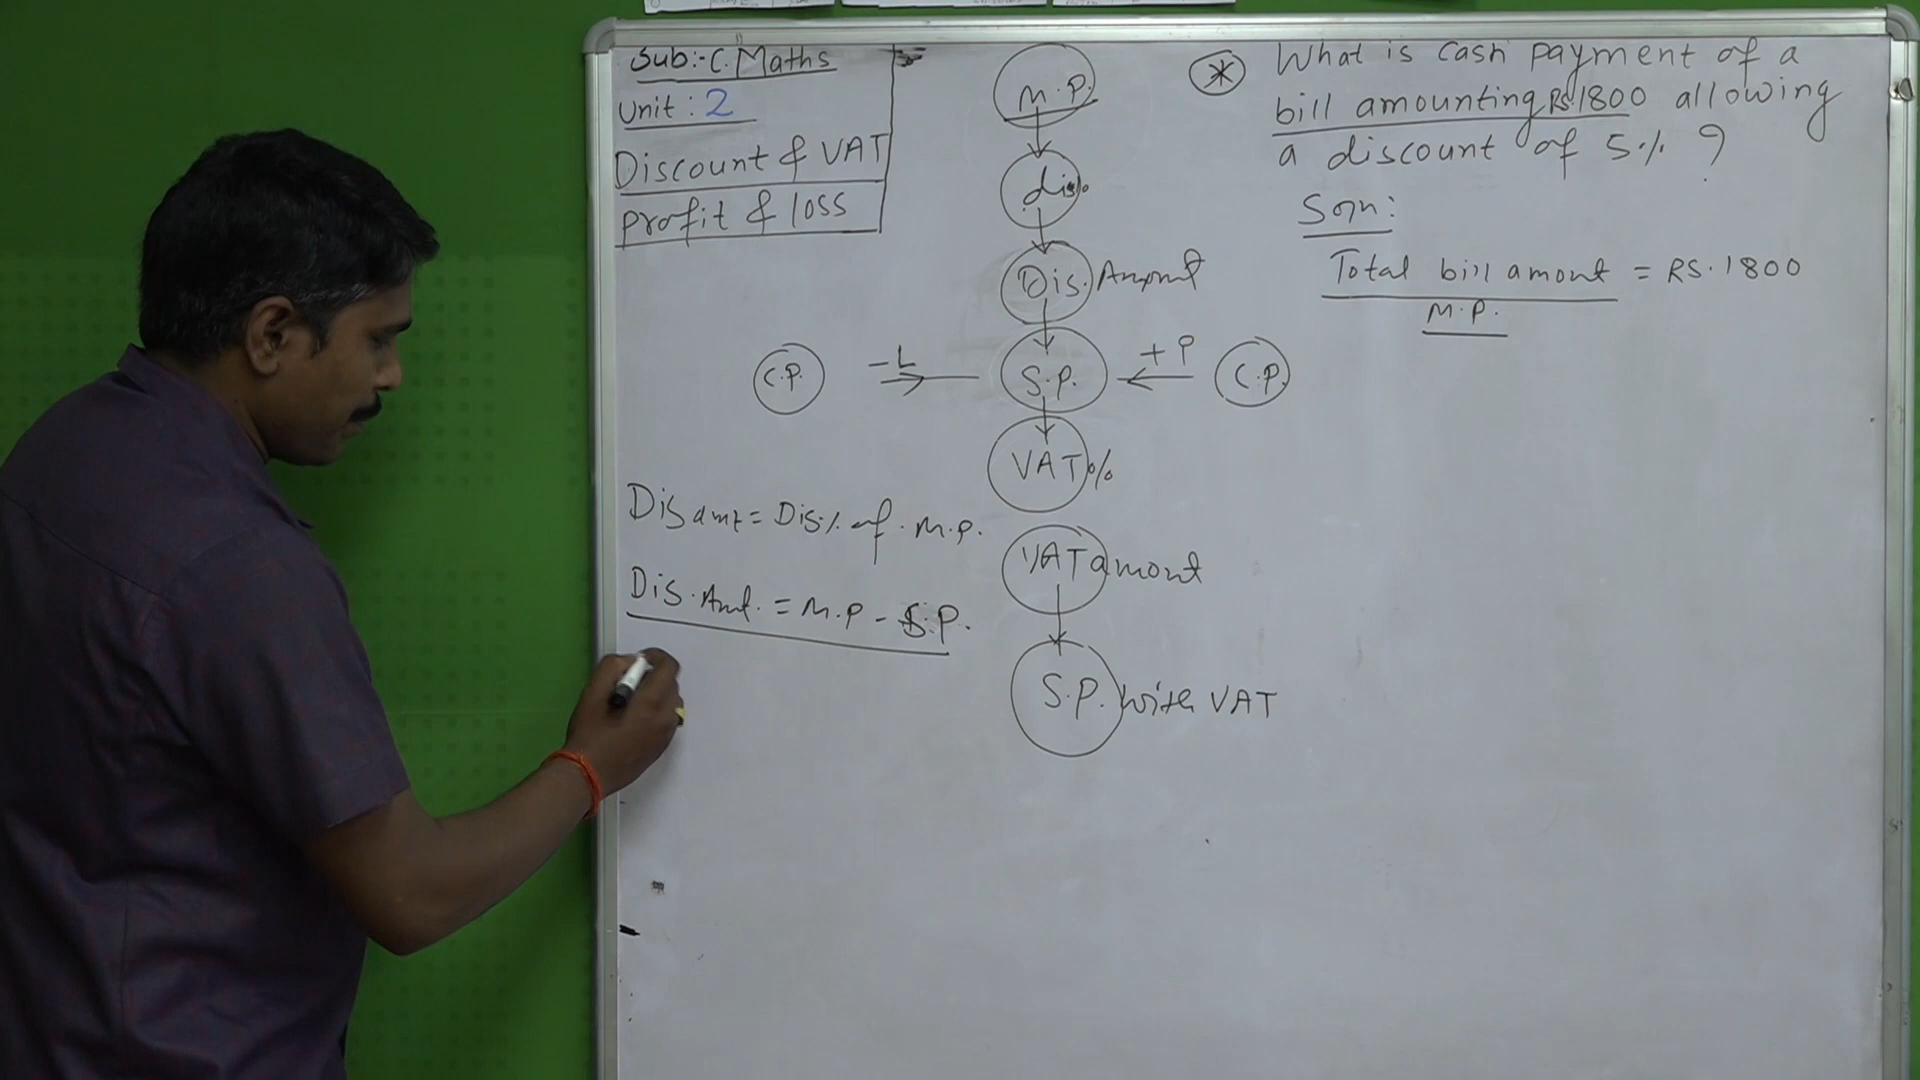 Sub:- C. Maths
Unit : 2
Discount & VAT
profit & loss
M.P.
dis%
Dis. Amount
C.P. -L S.P. +P C.P.
VAT%
Dis amt = Dis% of M.P.
VAT amont
Dis. Amt. = M.P - S.P.
S.P. with VAT
* What is cash payment of a
bill amounting Rs.1800 allowing
a discount of 5% ?
Soln:
Total bill amont = RS. 1800
M.P.